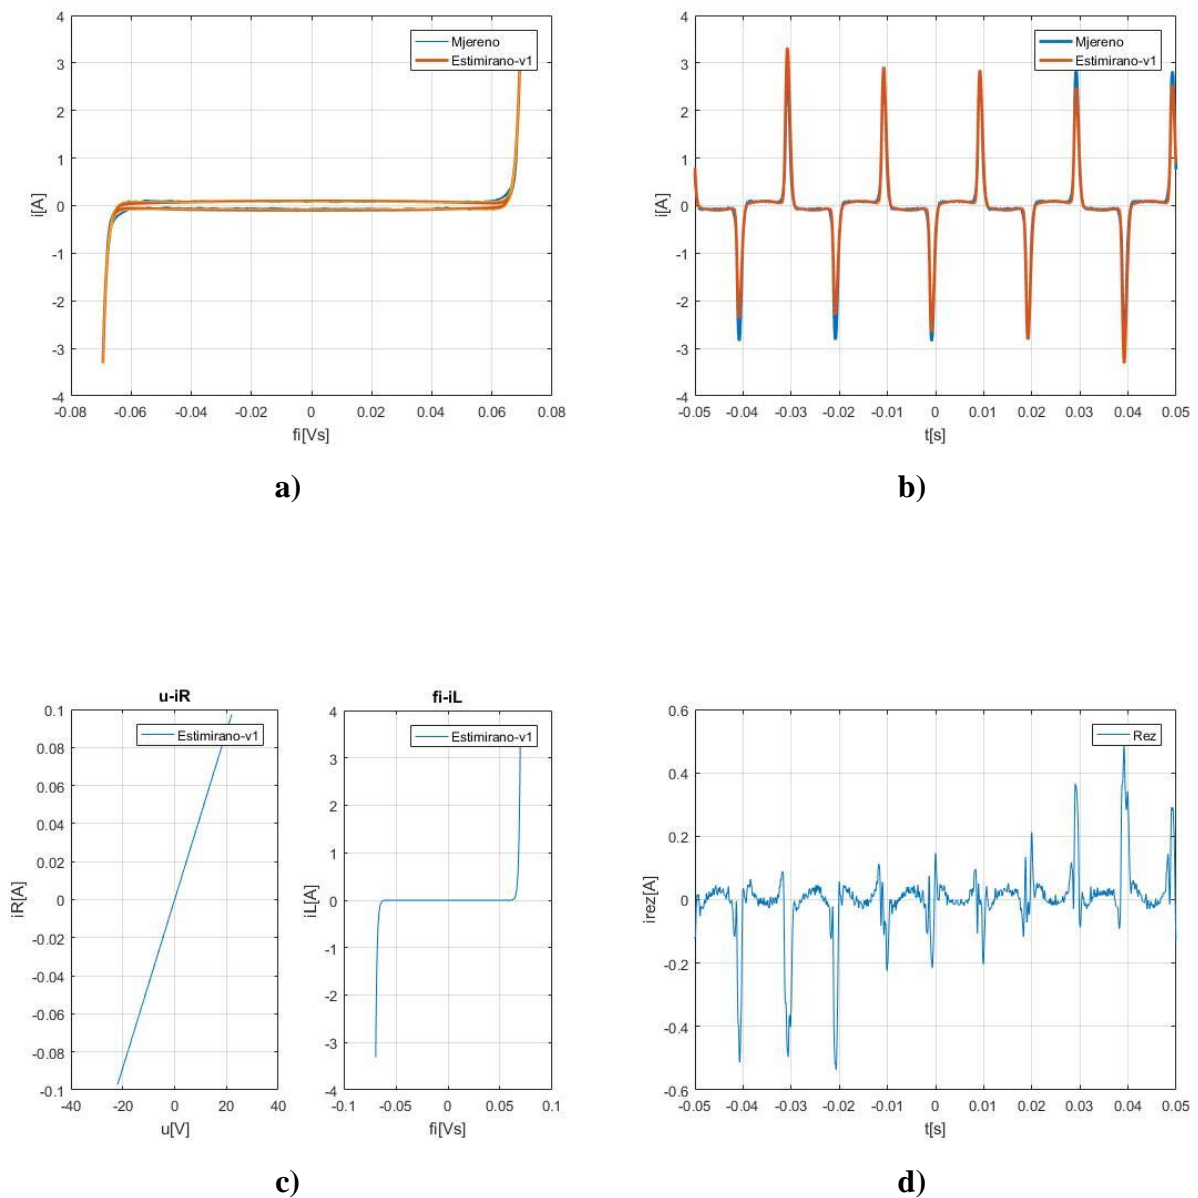 4
3
2
1
0
-1
-2
-3
-4
i[A]
-0.08 -0.06 -0.04 -0.02 0 0.02 0.04 0.06 0.08
fi[Vs]
Mjereno
Estimirano-v1
a)
4
3
2
1
0
-1
-2
-3
-4
i[A]
-0.05 -0.04 -0.03 -0.02 -0.01 0 0.01 0.02 0.03 0.04 0.05
t[s]
Mjereno
Estimirano-v1
b)
u-iR
0.1
0.08
0.06
0.04
0.02
0
-0.02
-0.04
-0.06
-0.08
-0.1
iR[A]
-40 -20 0 20 40
u[V]
Estimirano-v1
fi-iL
4
3
2
1
0
-1
-2
-3
-4
iL[A]
-0.1 -0.05 0 0.05 0.1
fi[Vs]
Estimirano-v1
c)
0.6
0.4
0.2
0
-0.2
-0.4
-0.6
irez[A]
-0.05 -0.04 -0.03 -0.02 -0.01 0 0.01 0.02 0.03 0.04 0.05
t[s]
Rez
d)